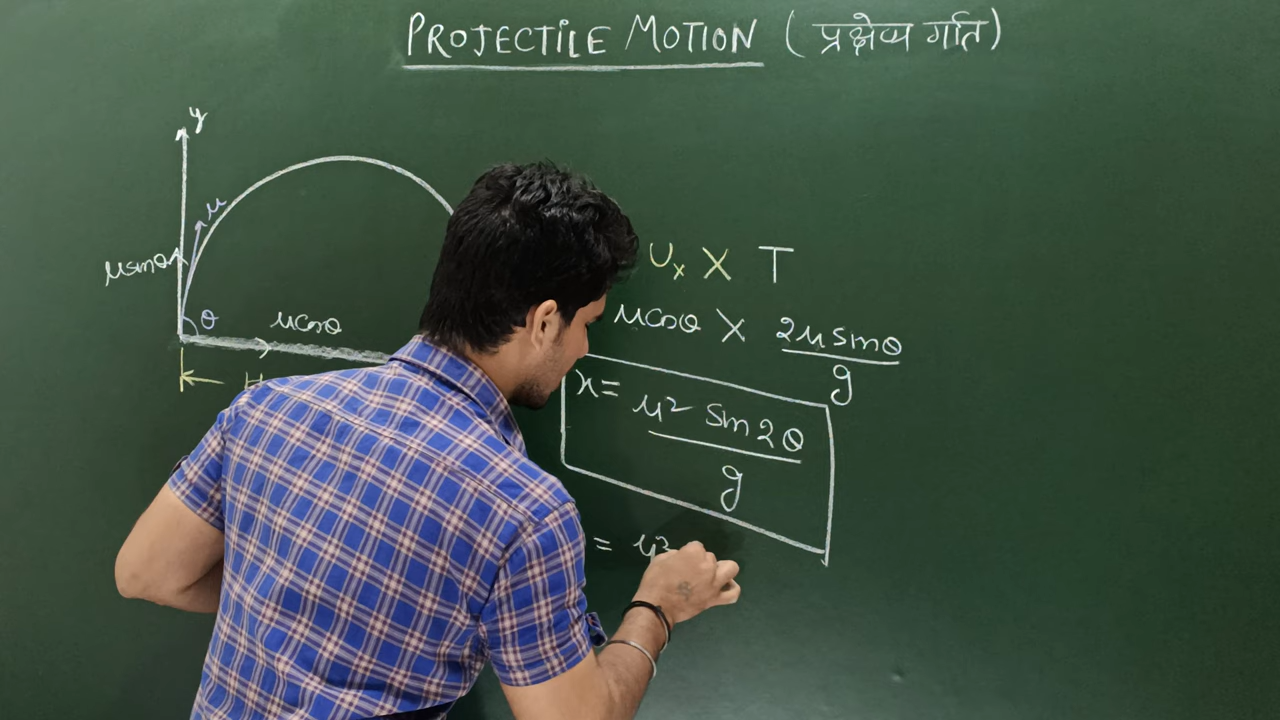 PROJECTILE MOTION (प्रक्षेप्य गति)
y
u
usinθ
θ
ucosθ
H
Ux X T
ucosθ X 2usinθ
g
x= u² Sin2θ
g
= u²